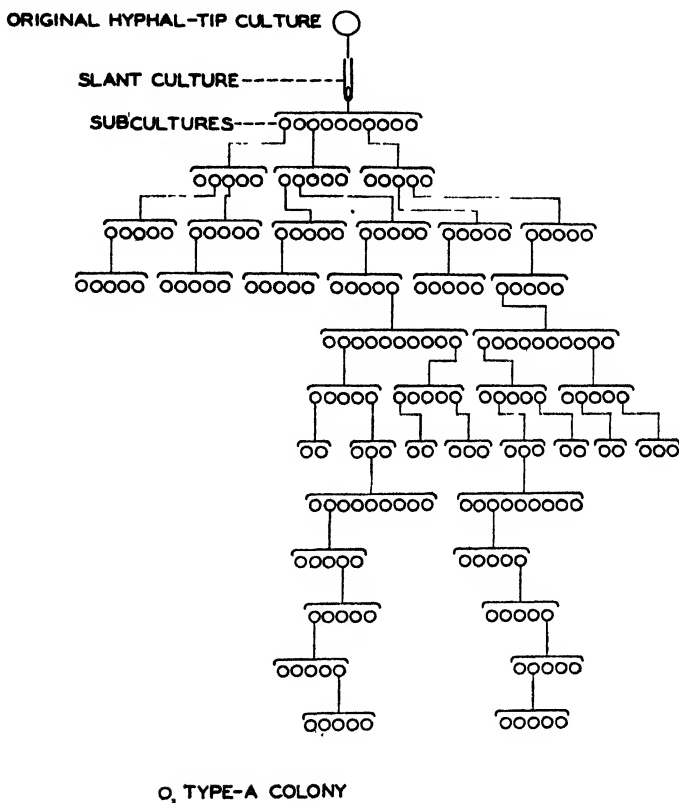 ORIGINAL HYPHAL-TIP CULTURE
SLANT CULTURE
SUBCULTURES
O, TYPE-A COLONY